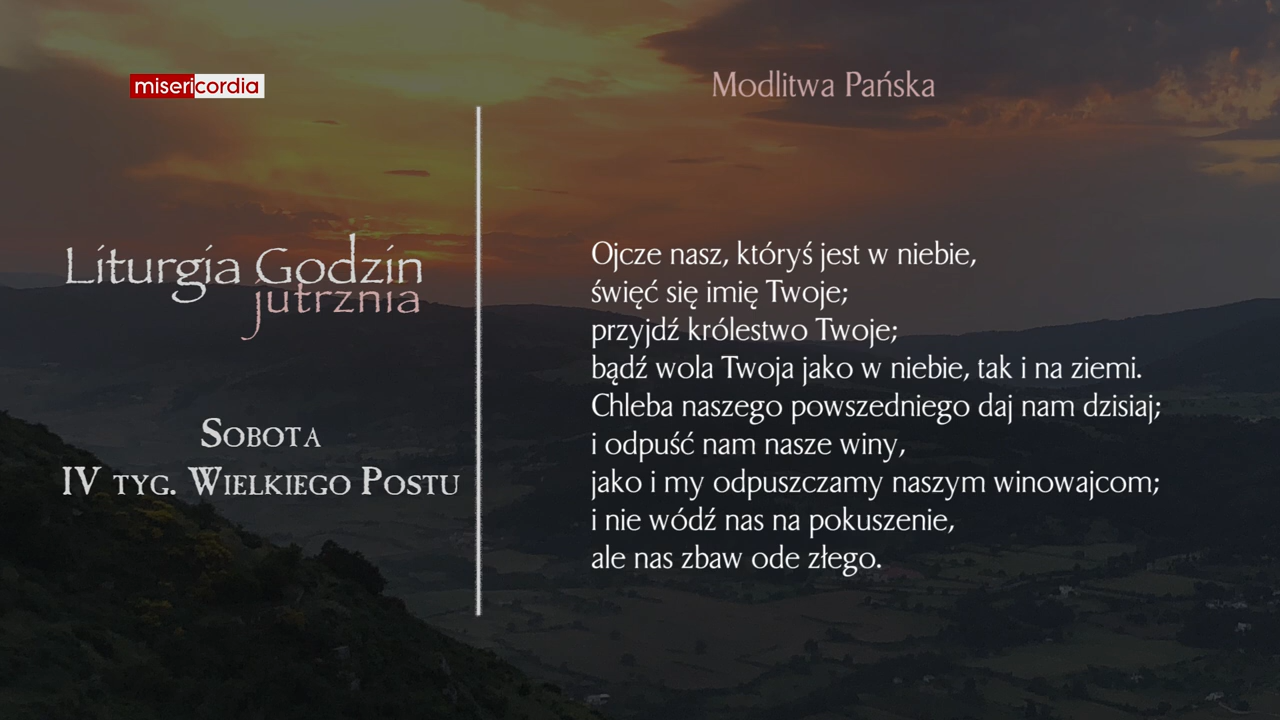 misericordia
Liturgia Godzin
jutrznia
Sobota
IV tyg. Wielkiego Postu
Modlitwa Pańska
Ojcze nasz, któryś jest w niebie,
święć się imię Twoje;
przyjdź królestwo Twoje;
bądź wola Twoja jako w niebie, tak i na ziemi.
Chleba naszego powszedniego daj nam dzisiaj;
i odpuść nam nasze winy,
jako i my odpuszczamy naszym winowajcom;
i nie wódź nas na pokuszenie,
ale nas zbaw ode złego.